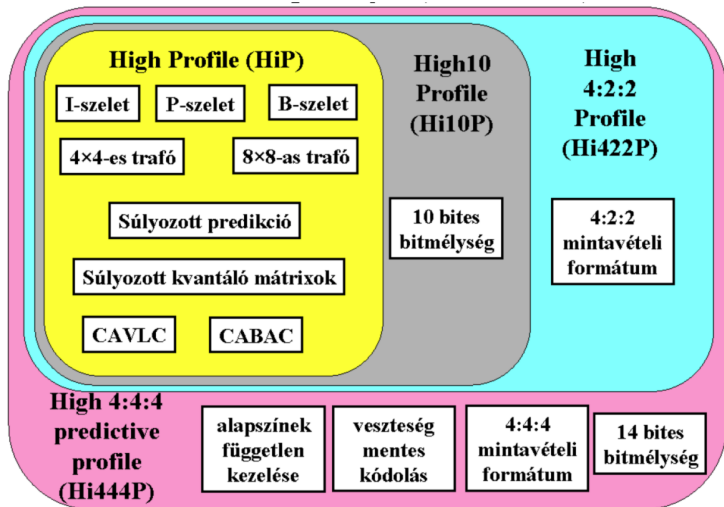 High Profile (HiP)
I-szelet
P-szelet
B-szelet
4×4-es trafó
8×8-as trafó
Súlyozott predikció
Súlyozott kvantáló mátrixok
CAVLC
CABAC
High10
Profile
(Hi10P)
10 bites
bitmélység
High
4:2:2
Profile
(Hi422P)
4:2:2
mintavételi
formátum
High 4:4:4
predictive
profile
(Hi444P)
alapszínek
független
kezelése
veszteség
mentes
kódolás
4:4:4
mintavételi
formátum
14 bites
bitmélység